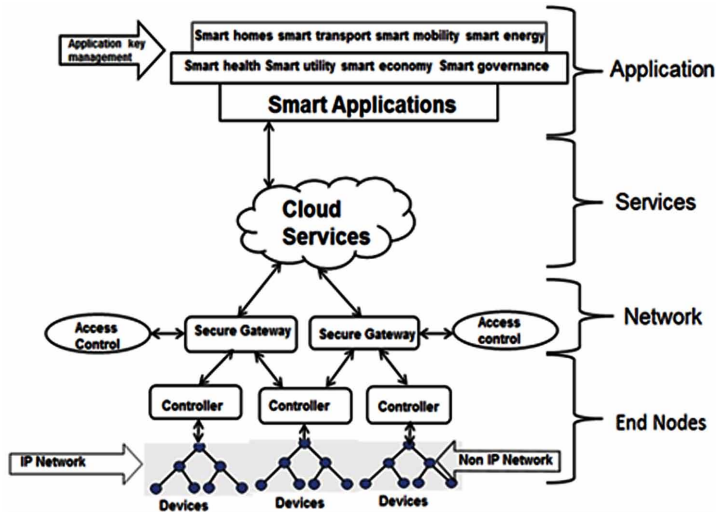 Application key
management
Smart homes smart transport smart mobility smart energy
Smart health Smart utility smart economy Smart governance
Smart Applications
Application
Cloud
Services
Services
Access
Control
Secure Gateway
Secure Gateway
Access
control
Network
Controller
Controller
Controller
End Nodes
IP Network
Non IP Network
Devices
Devices
Devices